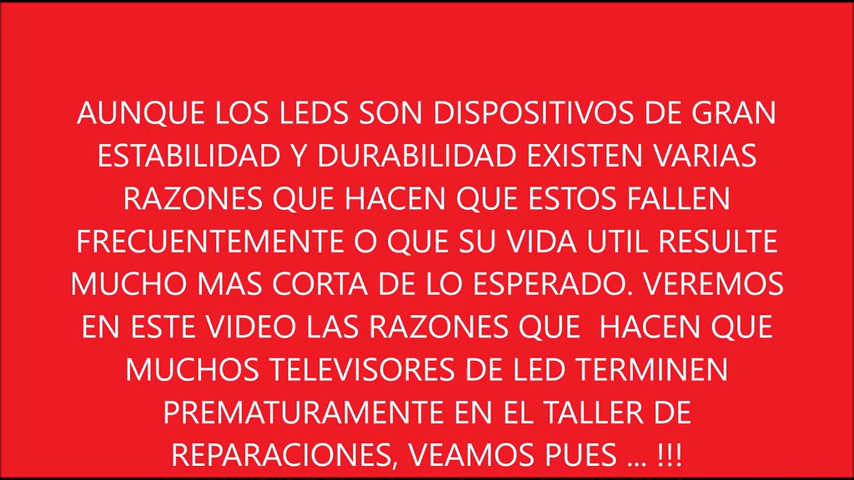 AUNQUE LOS LEDS SON DISPOSITIVOS DE GRAN
ESTABILIDAD Y DURABILIDAD EXISTEN VARIAS
RAZONES QUE HACEN QUE ESTOS FALLEN
FRECUENTEMENTE O QUE SU VIDA UTIL RESULTE
MUCHO MAS CORTA DE LO ESPERADO. VEREMOS
EN ESTE VIDEO LAS RAZONES QUE  HACEN QUE
MUCHOS TELEVISORES DE LED TERMINEN
PREMATURAMENTE EN EL TALLER DE
REPARACIONES, VEAMOS PUES ... !!!